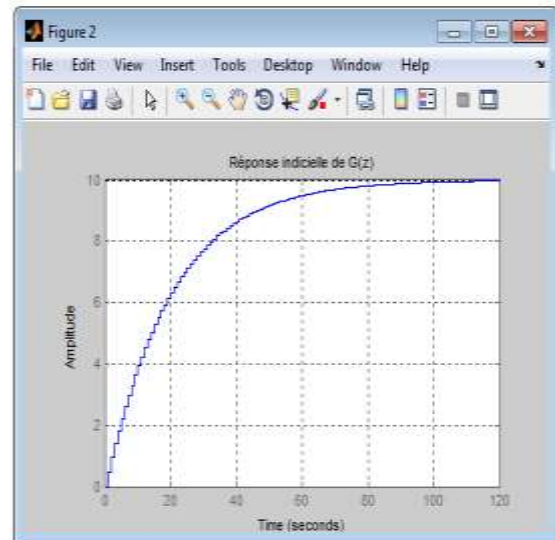 Figure 2
File Edit View Insert Tools Desktop Window Help
Réponse indicielle de G(z)
10
8
6
4
2
0
Amplitude
0 20 40 60 80 100 120
Time (seconds)